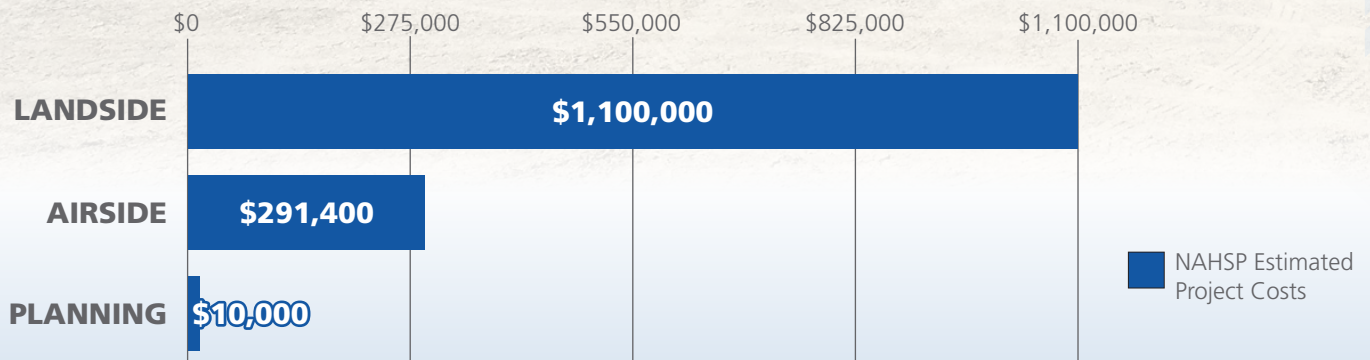 $0 $275,000 $550,000 $825,000 $1,100,000
LANDSIDE $1,100,000
AIRSIDE $291,400
PLANNING $10,000
NAHSP Estimated
Project Costs